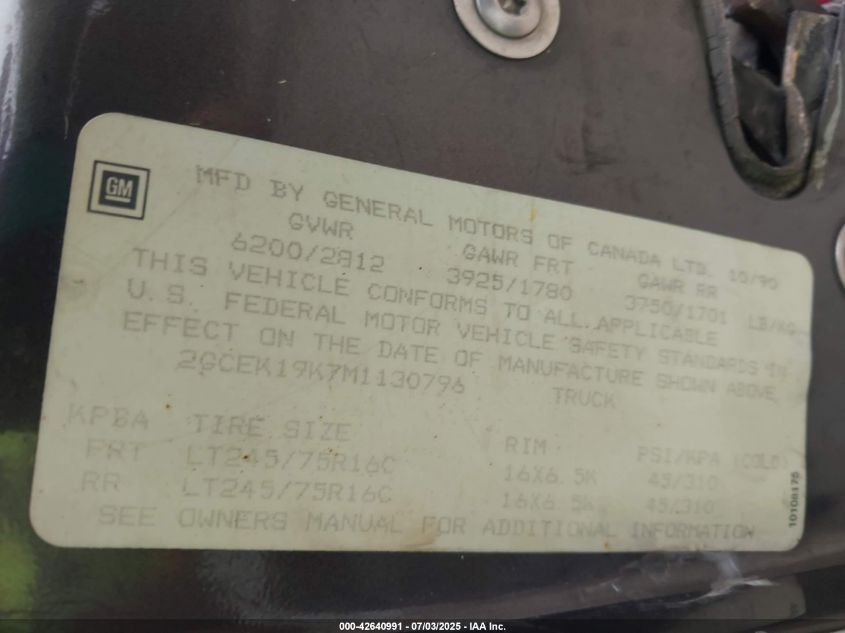 GM
MFD BY GENERAL MOTORS OF CANADA LTD. 10/90
GVWR GAWR FRT GAWR RR
6200/2812 3925/1780 3750/1701 LB/KG
THIS VEHICLE CONFORMS TO ALL APPLICABLE
U.S. FEDERAL MOTOR VEHICLE SAFETY STANDARDS IN
EFFECT ON THE DATE OF MANUFACTURE SHOWN ABOVE.
2GCEK19K7M1130796 TRUCK
KPBA TIRE SIZE RIM PSI/KPA (COLD)
FRT LT245/75R16C 16X6.5K 45/310
RR LT245/75R16C 16X6.5K 45/310
SEE OWNERS MANUAL FOR ADDITIONAL INFORMATION
10108175
000-42640991 - 07/03/2025 - IAA Inc.